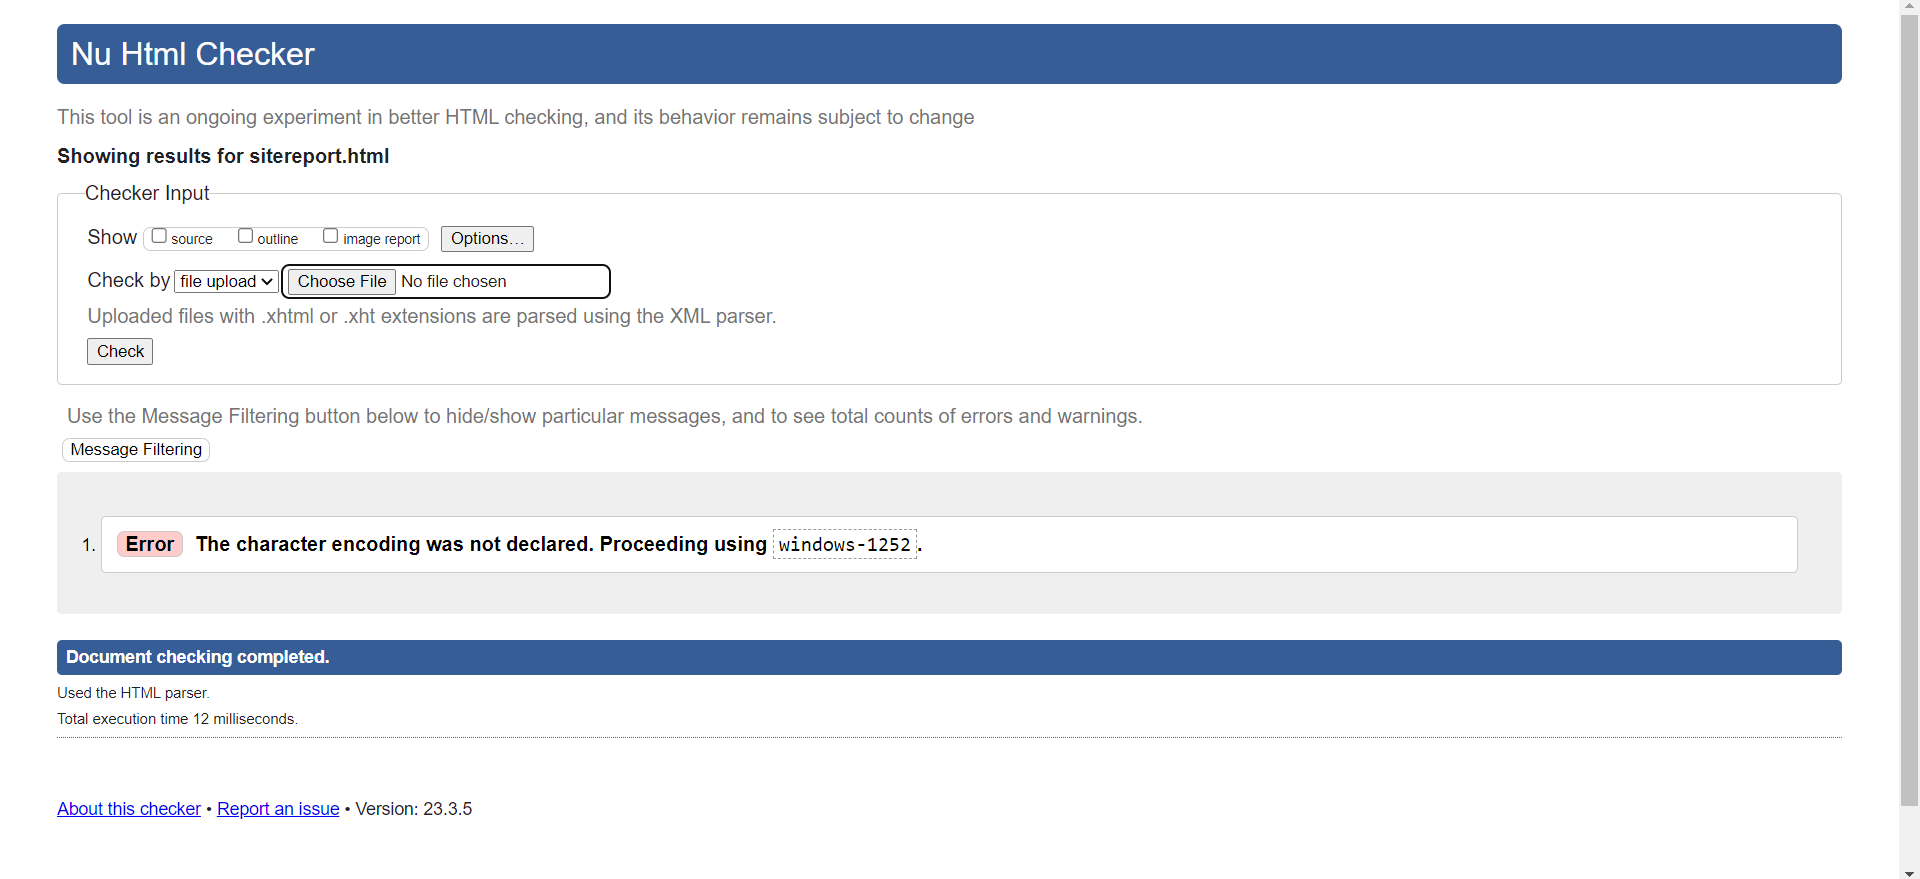 Nu Html Checker
This tool is an ongoing experiment in better HTML checking, and its behavior remains subject to change
Showing results for sitereport.html
Checker Input
Show source outline image report Options…
Check by file upload Choose File No file chosen
Uploaded files with .xhtml or .xht extensions are parsed using the XML parser.
Check
Use the Message Filtering button below to hide/show particular messages, and to see total counts of errors and warnings.
Message Filtering
1. Error The character encoding was not declared. Proceeding using windows-1252.
Document checking completed.
Used the HTML parser.
Total execution time 12 milliseconds.
About this checker • Report an issue • Version: 23.3.5